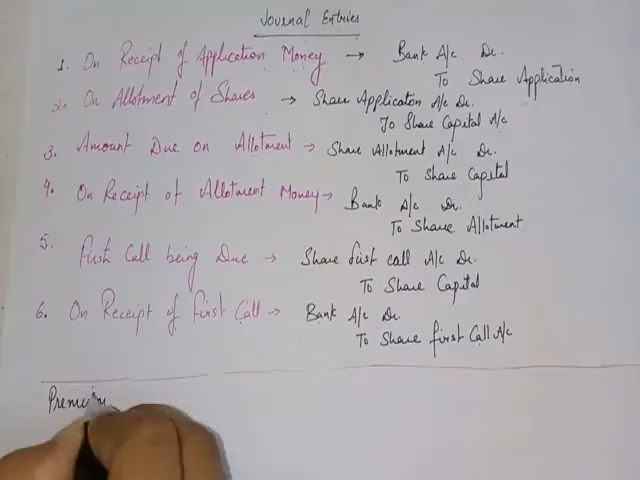 Journal Entries
1. On Receipt of Application Money → Bank A/c Dr.
To Share Application
2. On Allotment of Shares → Share Application A/c Dr.
To Share Capital A/c
3. Amount Due on Allotment → Share Allotment A/c Dr.
To Share Capital
4. On Receipt of Allotment Money → Bank A/c Dr.
To Share Allotment
5. First Call being Due → Share first call A/c Dr.
To Share Capital
6. On Receipt of First Call → Bank A/c Dr.
To Share first Call A/c